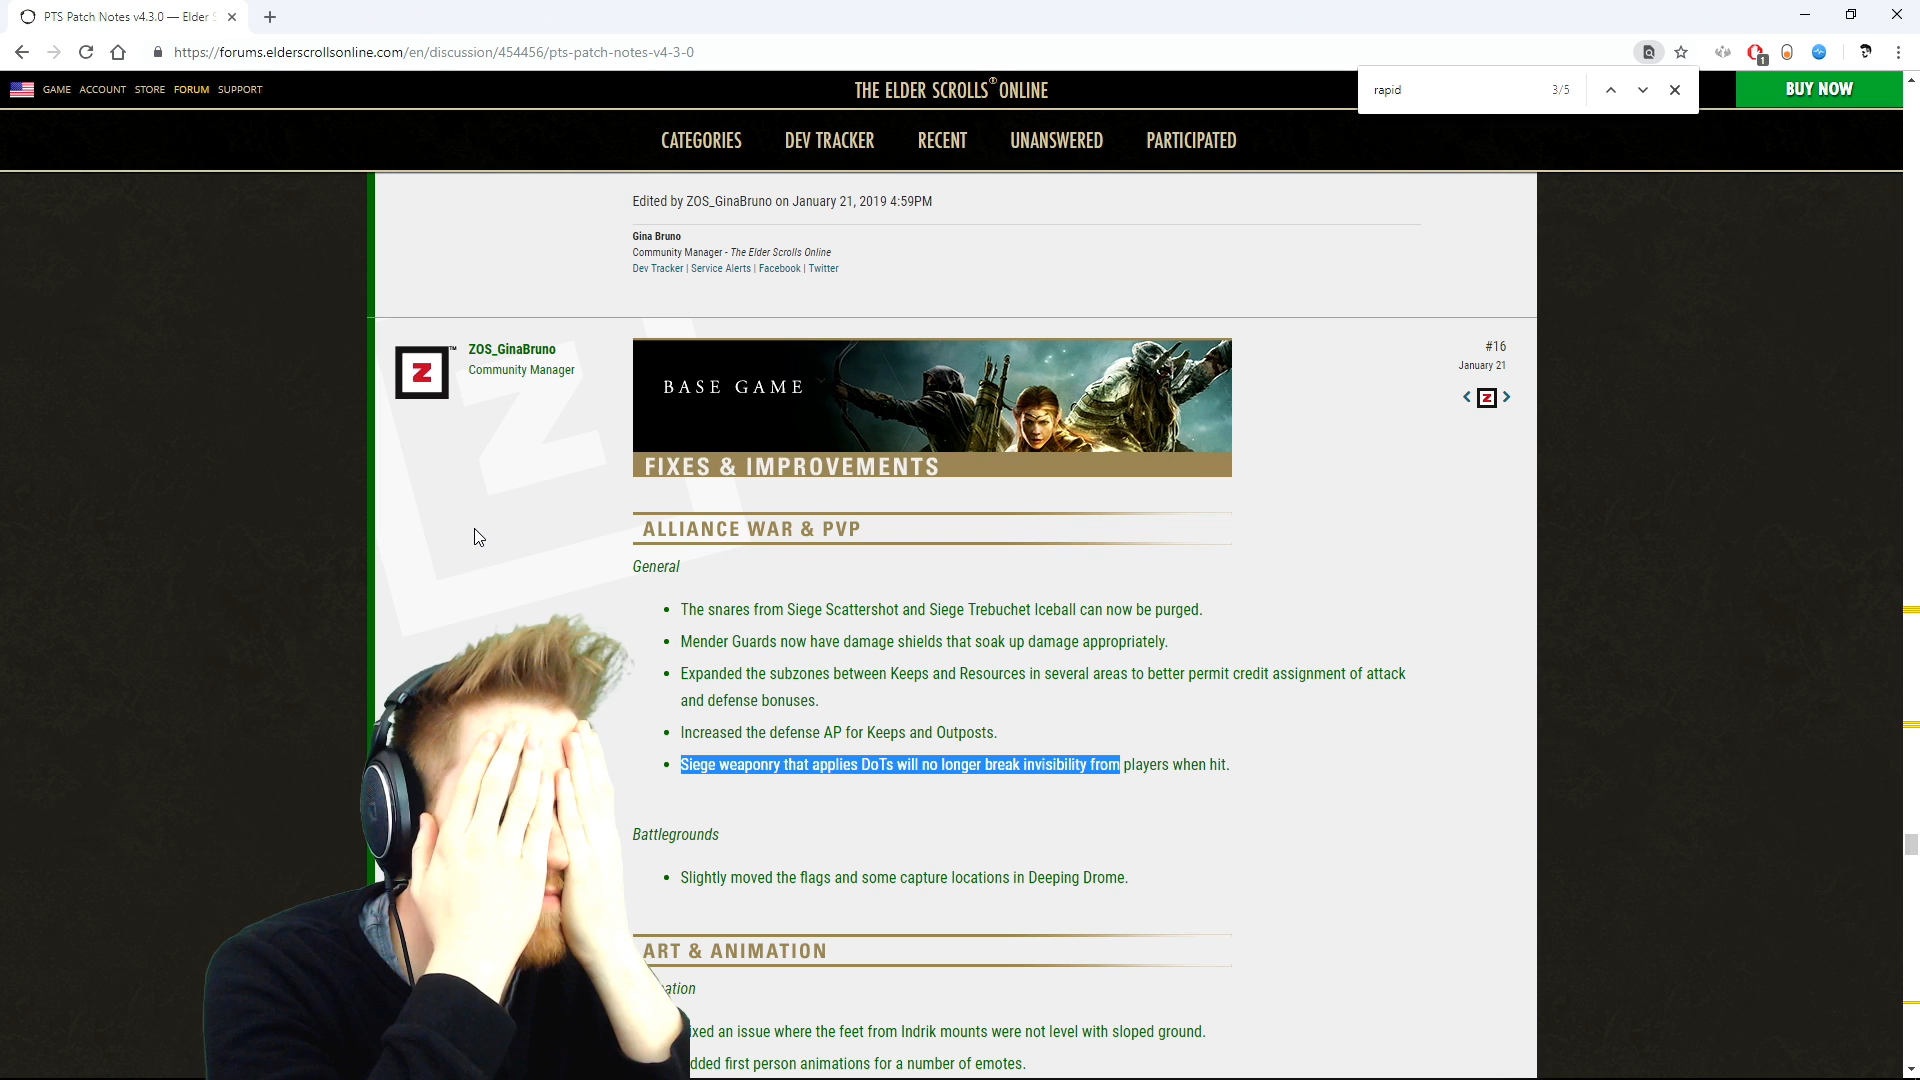 PTS Patch Notes v4.3.0 — Elder S
https://forums.elderscrollsonline.com/en/discussion/454456/pts-patch-notes-v4-3-0
1
GAME ACCOUNT STORE FORUM SUPPORT
THE ELDER SCROLLS® ONLINE
rapid 3/5
BUY NOW
CATEGORIES DEV TRACKER RECENT UNANSWERED PARTICIPATED
Edited by ZOS_GinaBruno on January 21, 2019 4:59PM
Gina Bruno
Community Manager - The Elder Scrolls Online
Dev Tracker | Service Alerts | Facebook | Twitter
ZOS_GinaBruno
Community Manager
Z ™
BASE GAME
FIXES & IMPROVEMENTS
#16
January 21
Z
ALLIANCE WAR & PVP
General
The snares from Siege Scattershot and Siege Trebuchet Iceball can now be purged.
Mender Guards now have damage shields that soak up damage appropriately.
Expanded the subzones between Keeps and Resources in several areas to better permit credit assignment of attack
and defense bonuses.
Increased the defense AP for Keeps and Outposts.
Siege weaponry that applies DoTs will no longer break invisibility from players when hit.
Battlegrounds
Slightly moved the flags and some capture locations in Deeping Drome.
ART & ANIMATION
ation
ixed an issue where the feet from Indrik mounts were not level with sloped ground.
dded first person animations for a number of emotes.